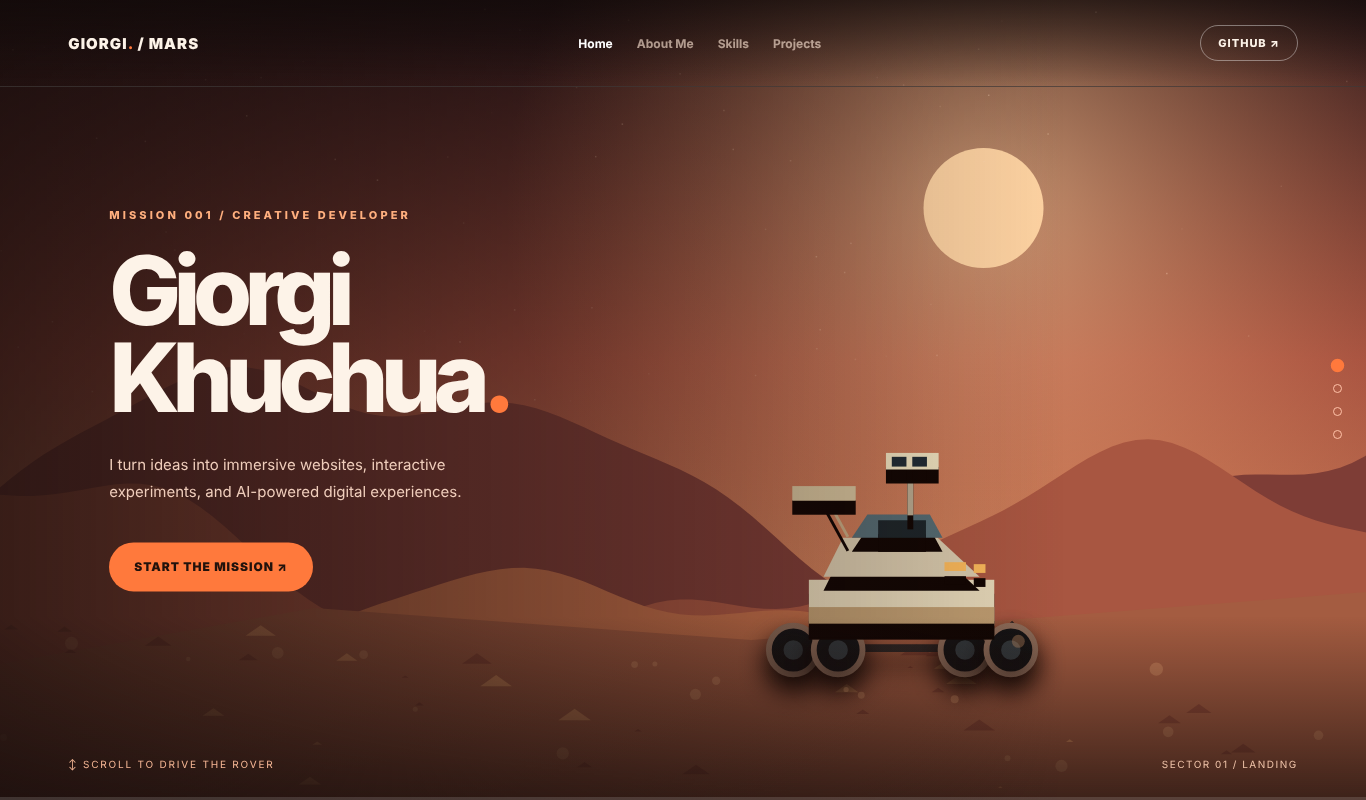 GIORGI. / MARS
Home
About Me
Skills
Projects
GITHUB ↗
MISSION 001 / CREATIVE DEVELOPER
Giorgi
Khuchua.
I turn ideas into immersive websites, interactive
experiments, and AI-powered digital experiences.
START THE MISSION ↗
↕ SCROLL TO DRIVE THE ROVER
SECTOR 01 / LANDING